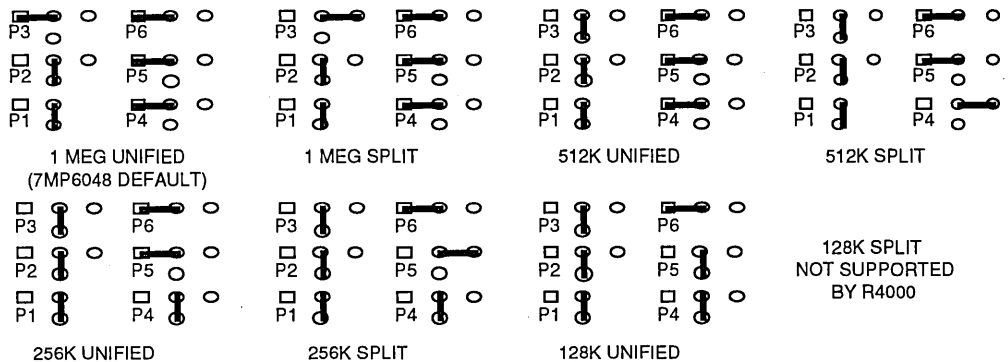 P3 P6
P2 P5
P1 P4
1 MEG UNIFIED
(7MP6048 DEFAULT)
P3 P6
P2 P5
P1 P4
1 MEG SPLIT
P3 P6
P2 P5
P1 P4
512K UNIFIED
P3 P6
P2 P5
P1 P4
512K SPLIT
P3 P6
P2 P5
P1 P4
256K UNIFIED
P3 P6
P2 P5
P1 P4
256K SPLIT
P3 P6
P2 P5
P1 P4
128K UNIFIED
128K SPLIT
NOT SUPPORTED
BY R4000